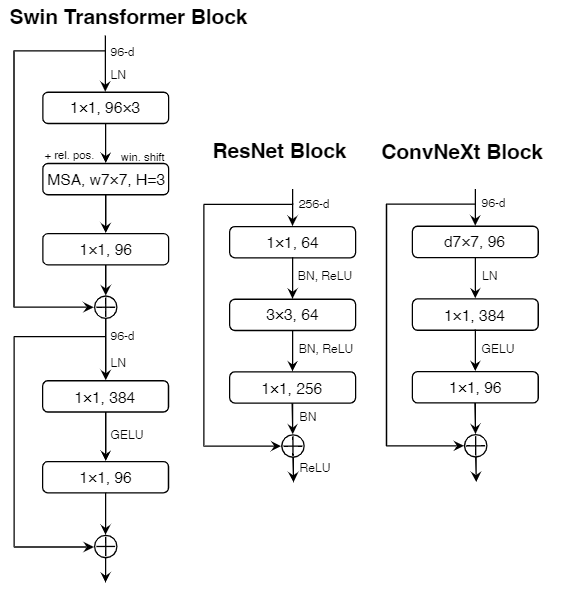 Swin Transformer Block
96-d
LN
1×1, 96×3
+ rel. pos.
win. shift
MSA, w7×7, H=3
1×1, 96
96-d
LN
1×1, 384
GELU
1×1, 96
ResNet Block
256-d
1×1, 64
BN, ReLU
3×3, 64
BN, ReLU
1×1, 256
BN
ReLU
ConvNeXt Block
96-d
d7×7, 96
LN
1×1, 384
GELU
1×1, 96